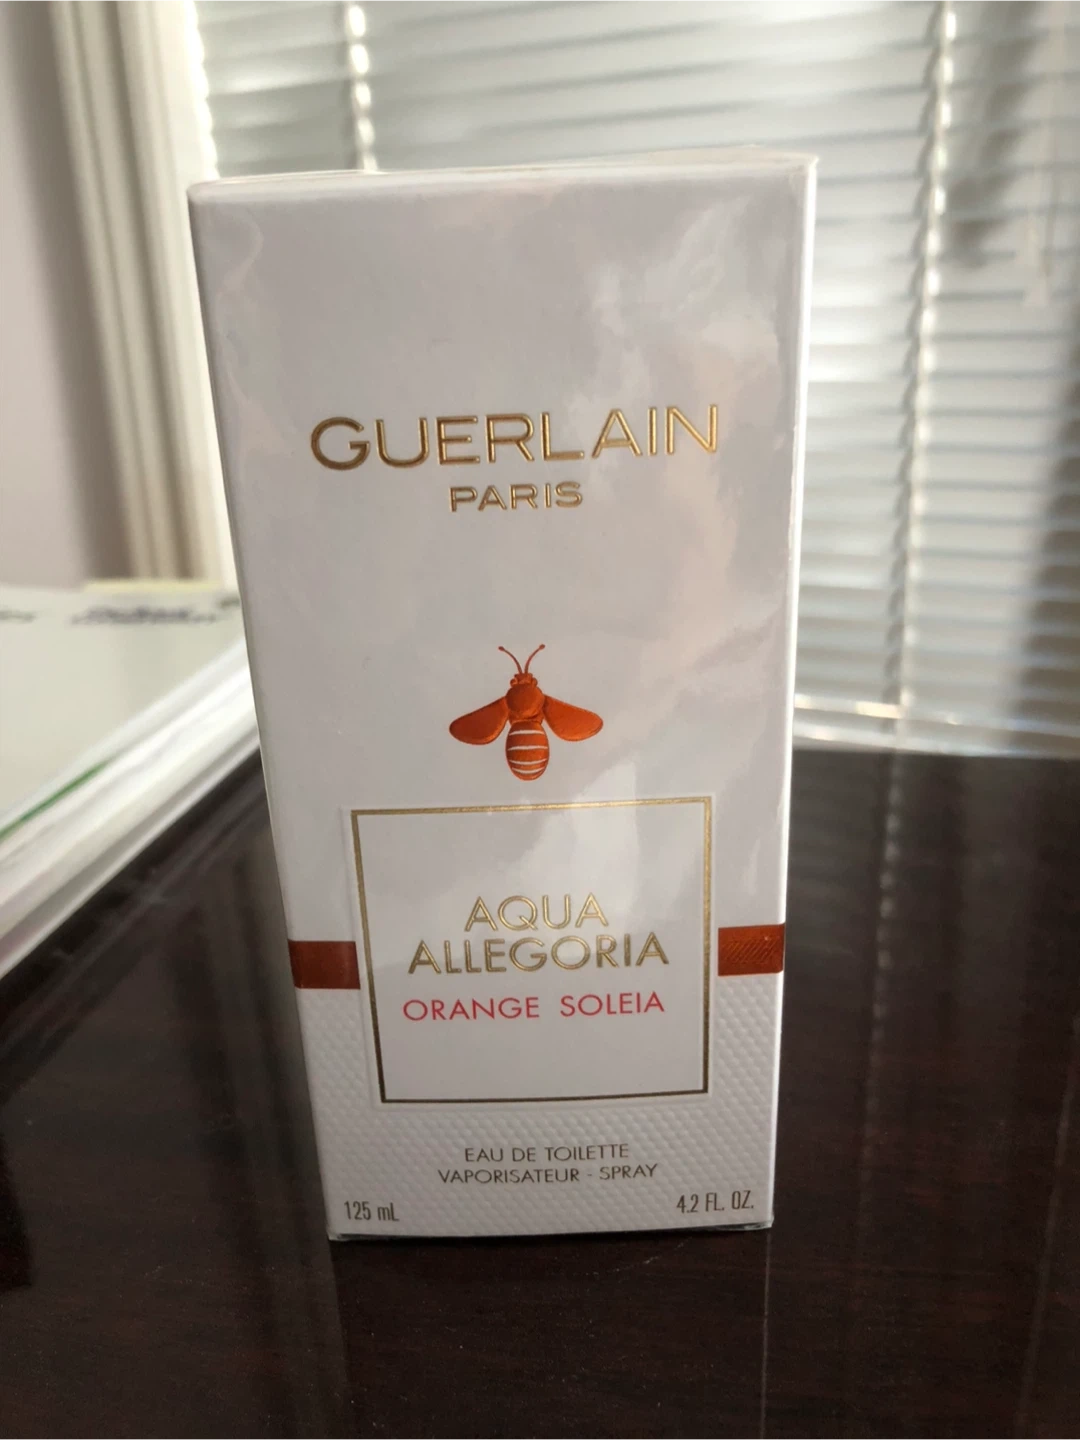 GUERLAIN
PARIS
AQUA
ALLEGORIA
ORANGE SOLEIA
EAU DE TOILETTE
VAPORISATEUR - SPRAY
125 mL
4.2 FL. OZ.